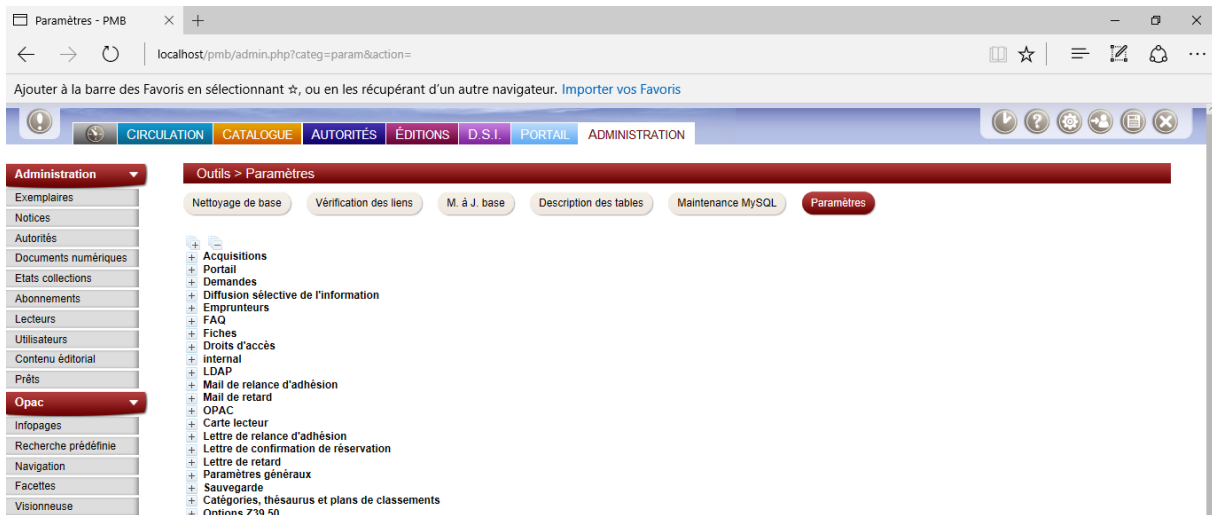 Paramètres - PMB
localhost/pmb/admin.php?categ=param&action=
Ajouter à la barre des Favoris en sélectionnant ☆, ou en les récupérant d'un autre navigateur. Importer vos Favoris
CIRCULATION CATALOGUE AUTORITÉS ÉDITIONS D.S.I. PORTAIL ADMINISTRATION
Administration
Exemplaires
Notices
Autorités
Documents numériques
Etats collections
Abonnements
Lecteurs
Utilisateurs
Contenu éditorial
Prêts
Opac
Infopages
Recherche prédéfinie
Navigation
Facettes
Visionneuse
Outils > Paramètres
Nettoyage de base Vérification des liens M. à J. base Description des tables Maintenance MySQL Paramètres
Acquisitions
Portail
Demandes
Diffusion sélective de l'information
Emprunteurs
FAQ
Fiches
Droits d'accès
internal
LDAP
Mail de relance d'adhésion
Mail de retard
OPAC
Carte lecteur
Lettre de relance d'adhésion
Lettre de confirmation de réservation
Lettre de retard
Paramètres généraux
Sauvegarde
Catégories, thésaurus et plans de classements
Options Z39.50